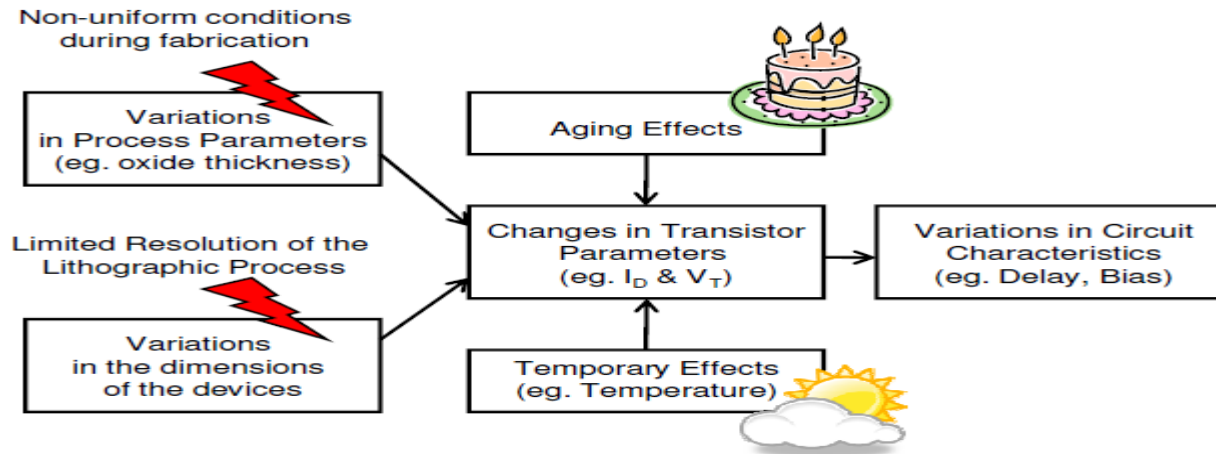 Non-uniform conditions
during fabrication
Variations
in Process Parameters
(eg. oxide thickness)
Aging Effects
Limited Resolution of the
Lithographic Process
Changes in Transistor
Parameters
(eg. I_D & V_T)
Variations in Circuit
Characteristics
(eg. Delay, Bias)
Variations
in the dimensions
of the devices
Temporary Effects
(eg. Temperature)